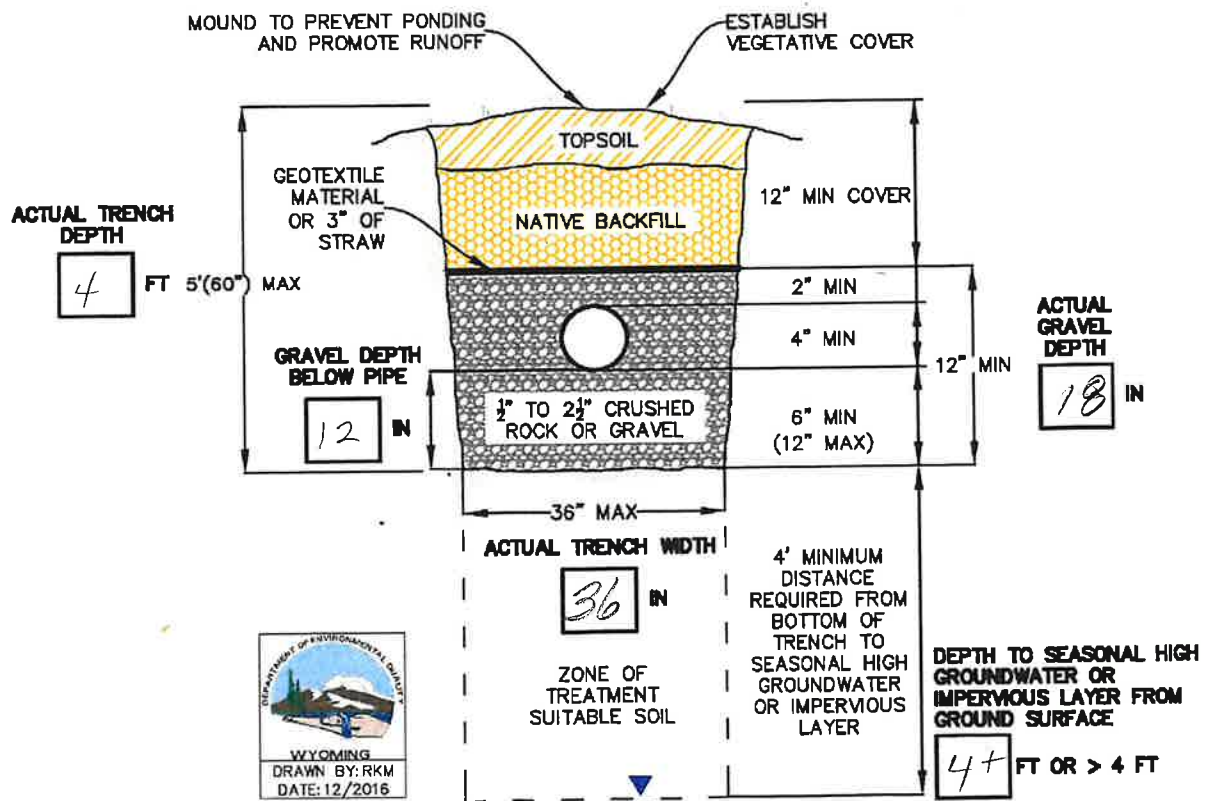 MOUND TO PREVENT PONDING
AND PROMOTE RUNOFF
ESTABLISH
VEGETATIVE COVER
TOPSOIL
GEOTEXTILE
MATERIAL
OR 3" OF
STRAW
NATIVE BACKFILL
12" MIN COVER
ACTUAL TRENCH
DEPTH
4 FT 5'(60") MAX
2" MIN
4" MIN
12" MIN
ACTUAL
GRAVEL
DEPTH
18 IN
GRAVEL DEPTH
BELOW PIPE
12 IN
½" TO 2½" CRUSHED
ROCK OR GRAVEL
6" MIN
(12" MAX)
36" MAX
ACTUAL TRENCH WIDTH
36 IN
4' MINIMUM
DISTANCE
REQUIRED FROM
BOTTOM OF
TRENCH TO
SEASONAL HIGH
GROUNDWATER
OR IMPERVIOUS
LAYER
ZONE OF
TREATMENT
SUITABLE SOIL
DEPTH TO SEASONAL HIGH
GROUNDWATER OR
IMPERVIOUS LAYER FROM
GROUND SURFACE
4+ FT OR > 4 FT
DEPARTMENT OF ENVIRONMENTAL QUALITY
WYOMING
DRAWN BY: RKM
DATE: 12/2016